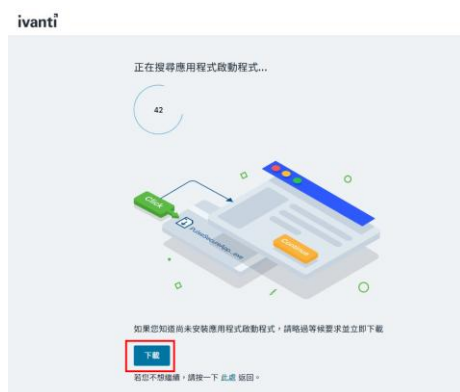 ivanti
正在搜尋應用程式啟動程式...
42
Click
PulseSecureApp...exe
Continue
如果您知道尚未安裝應用程式啟動程式，請略過等候要求並立即下載
下載
若您不想繼續，請按一下 此處 返回。